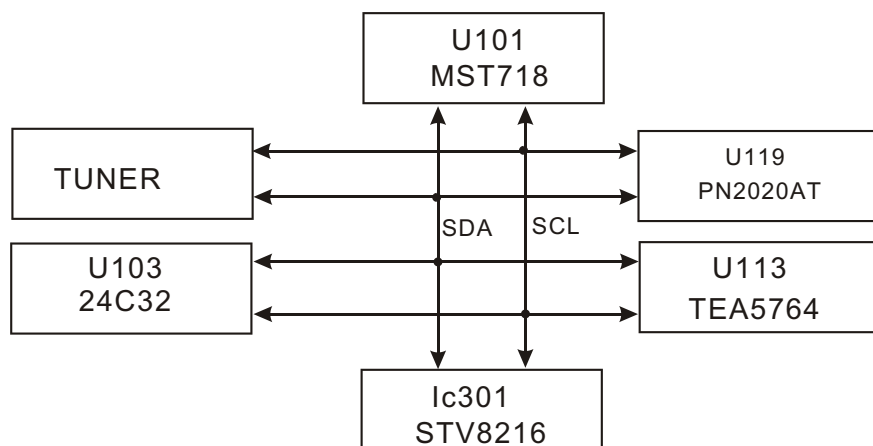 U101
MST718
TUNER
U119
PN2020AT
SDA
SCL
U103
24C32
U113
TEA5764
Ic301
STV8216